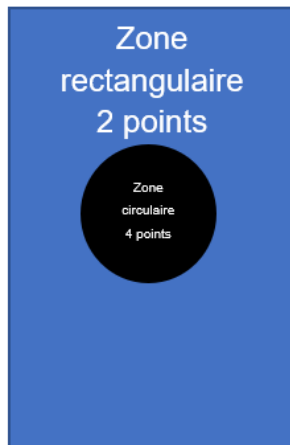 Zone
rectangulaire
2 points
Zone
circulaire
4 points